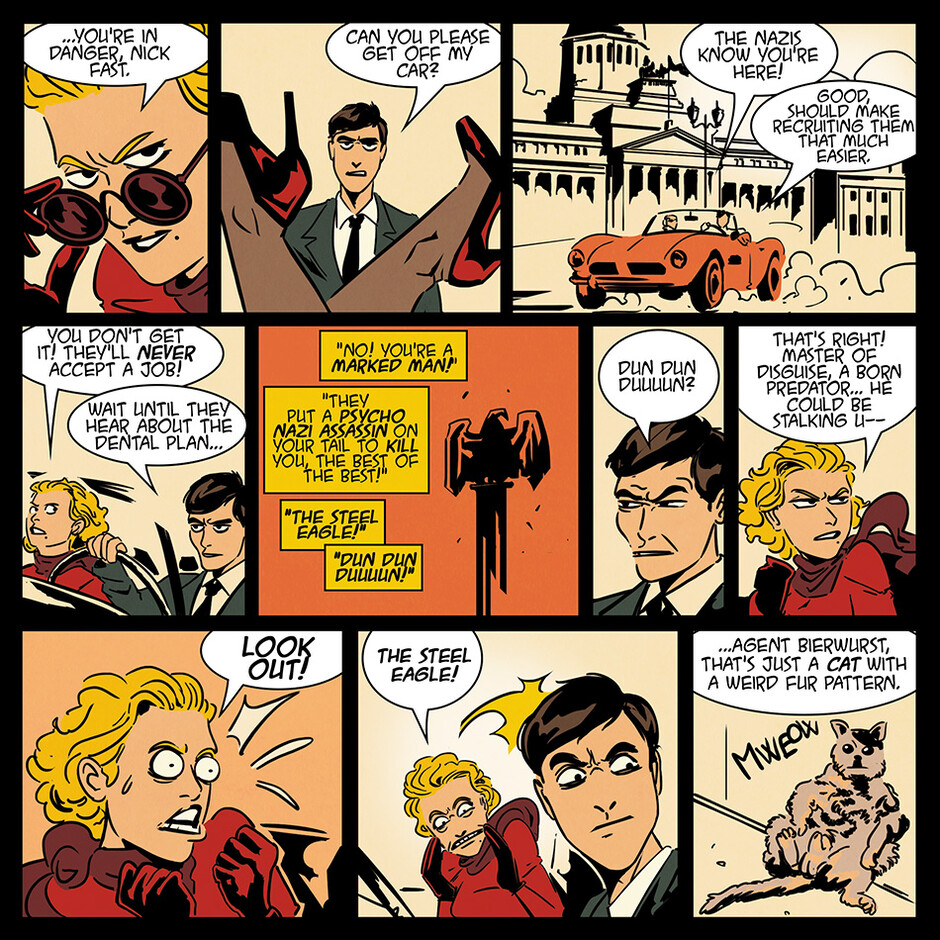 ...YOU'RE IN
DANGER, NICK
FAST.
CAN YOU PLEASE
GET OFF MY
CAR?
THE NAZIS
KNOW YOU'RE
HERE!
GOOD,
SHOULD MAKE
RECRUITING THEM
THAT MUCH
EASIER.
YOU DON'T GET
IT! THEY'LL NEVER
ACCEPT A JOB!
WAIT UNTIL THEY
HEAR ABOUT THE
DENTAL PLAN...
"NO! YOU'RE A
MARKED MAN!"
"THEY
PUT A PSYCHO
NAZI ASSASSIN ON
YOUR TAIL TO KILL
YOU, THE BEST OF
THE BEST!"
"THE STEEL
EAGLE!"
"DUN DUN
DUUUUN!"
DUN DUN
DUUUUN?
THAT'S RIGHT!
MASTER OF
DISGUISE, A BORN
PREDATOR... HE
COULD BE
STALKING U--
LOOK
OUT!
THE STEEL
EAGLE!
...AGENT BIERWURST,
THAT'S JUST A CAT WITH
A WEIRD FUR PATTERN.
MWEOW